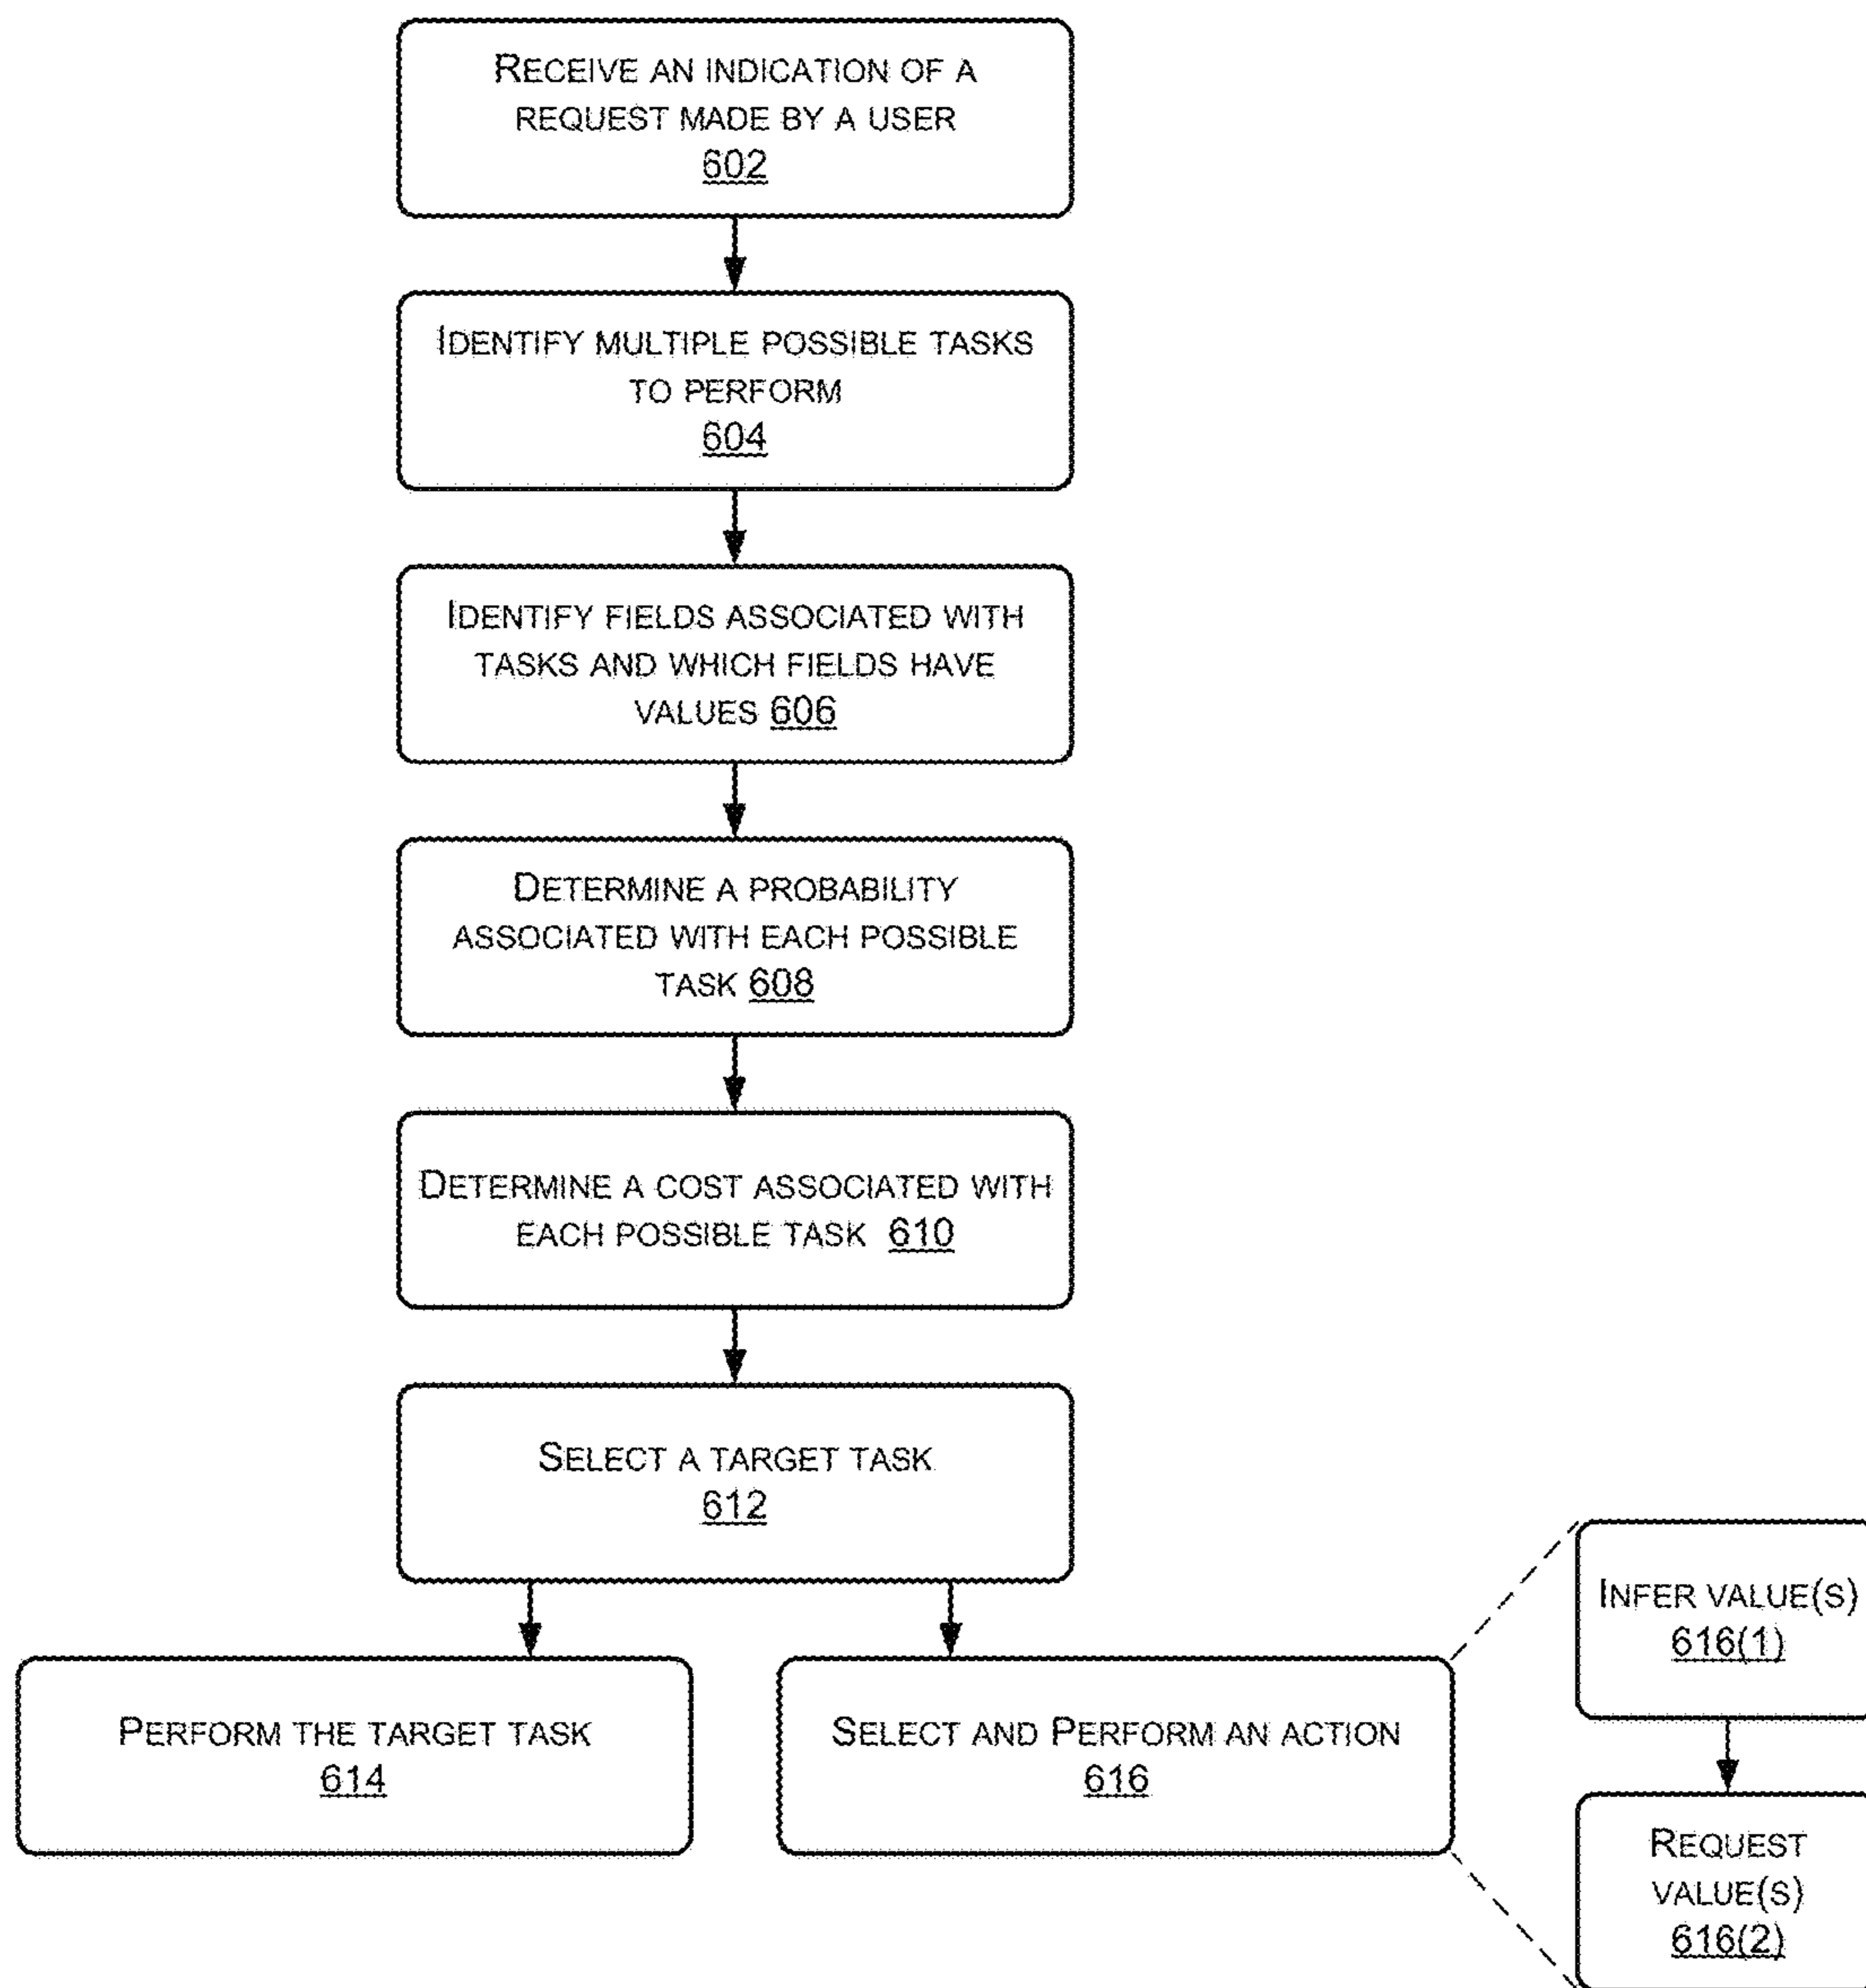 RECEIVE AN INDICATION OF A
REQUEST MADE BY A USER
602
IDENTIFY MULTIPLE POSSIBLE TASKS
TO PERFORM
604
IDENTIFY FIELDS ASSOCIATED WITH
TASKS AND WHICH FIELDS HAVE
VALUES 606
DETERMINE A PROBABILITY
ASSOCIATED WITH EACH POSSIBLE
TASK 608
DETERMINE A COST ASSOCIATED WITH
EACH POSSIBLE TASK 610
SELECT A TARGET TASK
612
PERFORM THE TARGET TASK
614
SELECT AND PERFORM AN ACTION
616
INFER VALUE(S)
616(1)
REQUEST
VALUE(S)
616(2)